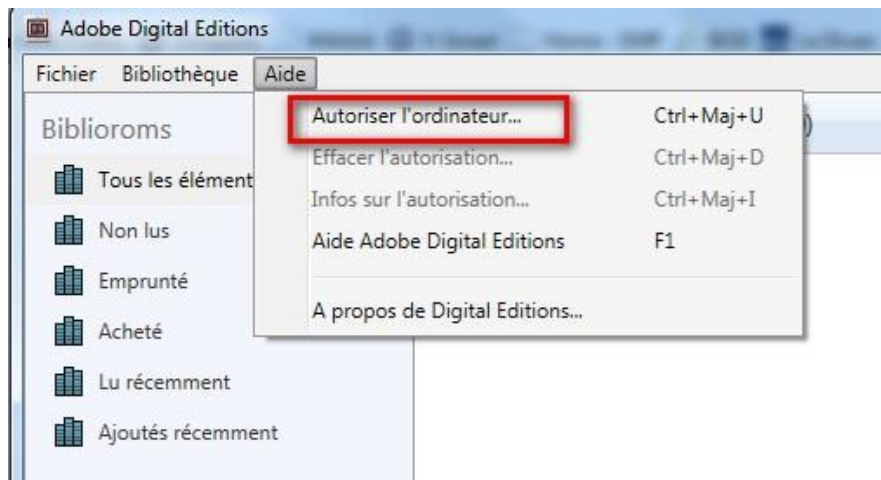 Adobe Digital Editions
Fichier Bibliothèque Aide
Autoriser l'ordinateur... Ctrl+Maj+U
Effacer l'autorisation... Ctrl+Maj+D
Infos sur l'autorisation... Ctrl+Maj+I
Aide Adobe Digital Editions F1
A propos de Digital Editions...
Biblioroms
Tous les élément
Non lus
Emprunté
Acheté
Lu récemment
Ajoutés récemment